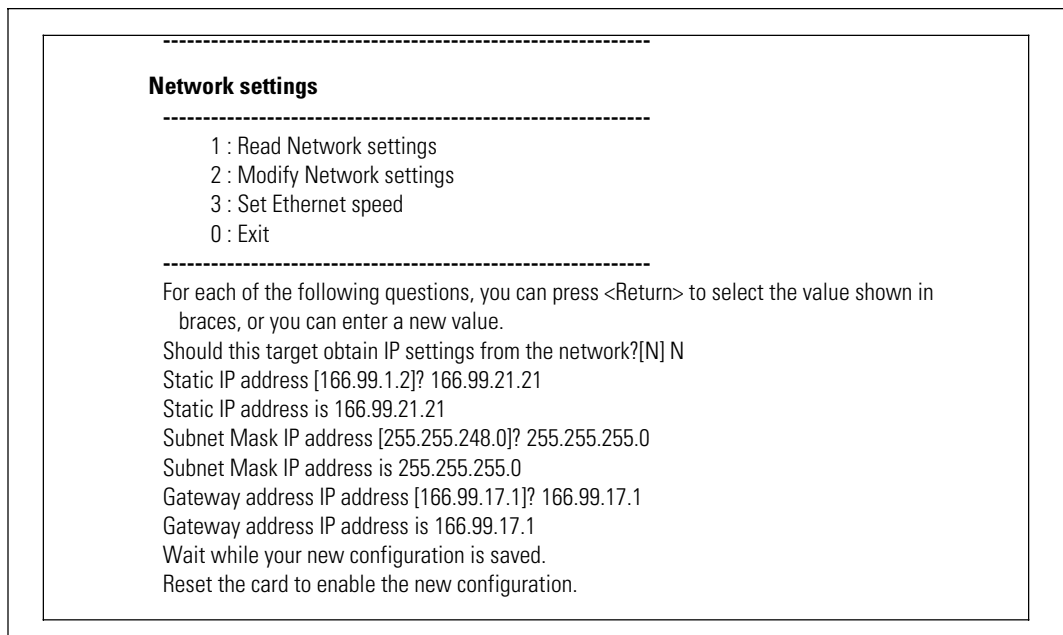 ------------------------------------------------------------
Network settings
------------------------------------------------------------
1 : Read Network settings
2 : Modify Network settings
3 : Set Ethernet speed
0 : Exit
------------------------------------------------------------
For each of the following questions, you can press <Return> to select the value shown in
braces, or you can enter a new value.
Should this target obtain IP settings from the network?[N] N
Static IP address [166.99.1.2]? 166.99.21.21
Static IP address is 166.99.21.21
Subnet Mask IP address [255.255.248.0]? 255.255.255.0
Subnet Mask IP address is 255.255.255.0
Gateway address IP address [166.99.17.1]? 166.99.17.1
Gateway address IP address is 166.99.17.1
Wait while your new configuration is saved.
Reset the card to enable the new configuration.